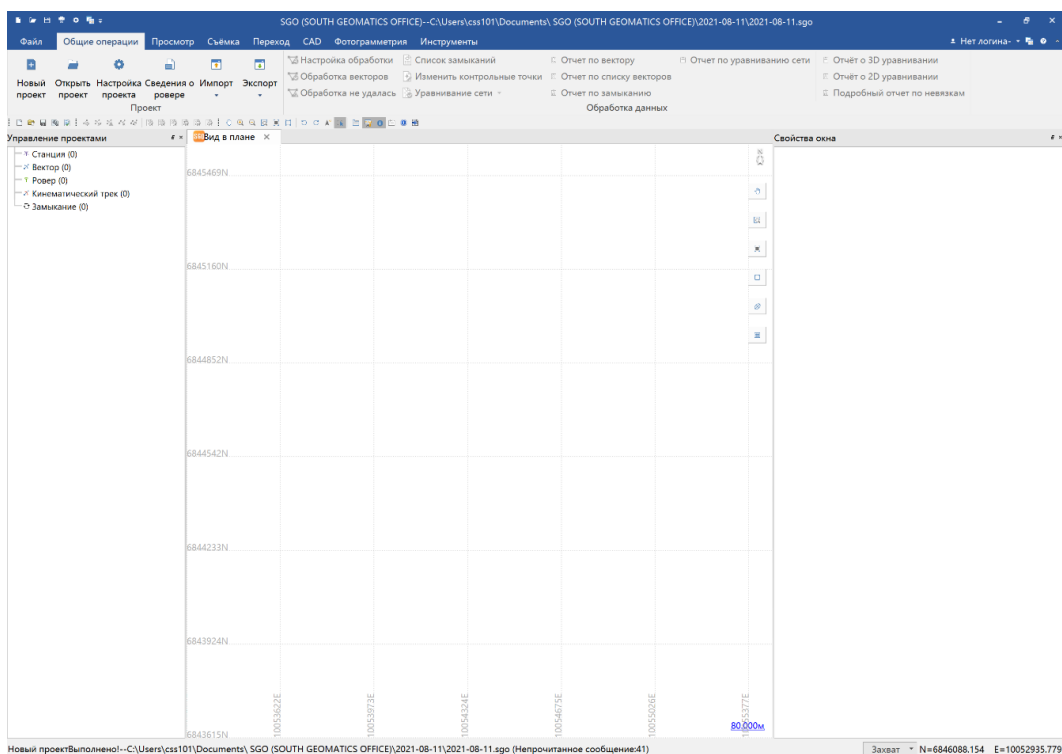 SGO (SOUTH GEOMATICS OFFICE)--C:\Users\css101\Documents\ SGO (SOUTH GEOMATICS OFFICE)\2021-08-11\2021-08-11.sgo
Файл Общие операции Просмотр Съёмка Переход CAD Фотограмметрия Инструменты Нет логина-
Новый проект Открыть проект Настройка проекта Сведения о ровере Импорт Экспорт
Проект
Настройка обработки Список замыканий Отчет по вектору Отчет по уравниванию сети Отчёт о 3D уравнивании
Обработка векторов Изменить контрольные точки Отчет по списку векторов Отчёт о 2D уравнивании
Обработка не удалась Уравнивание сети Отчет по замыканию Подробный отчет по невязкам
Обработка данных
Управление проектами
Вид в плане
Свойства окна
Станция (0)
Вектор (0)
Ровер (0)
Кинематический трек (0)
Замыкание (0)
6845469N
6845160N
6844852N
6844542N
6844233N
6843924N
6843615N
10053622E
10053973E
10054324E
10054675E
10055026E
10055377E
80.000м
Новый проектВыполнено!--C:\Users\css101\Documents\ SGO (SOUTH GEOMATICS OFFICE)\2021-08-11\2021-08-11.sgo (Непрочитанное сообщение:41)
Захват N=6846088.154 E=10052935.779